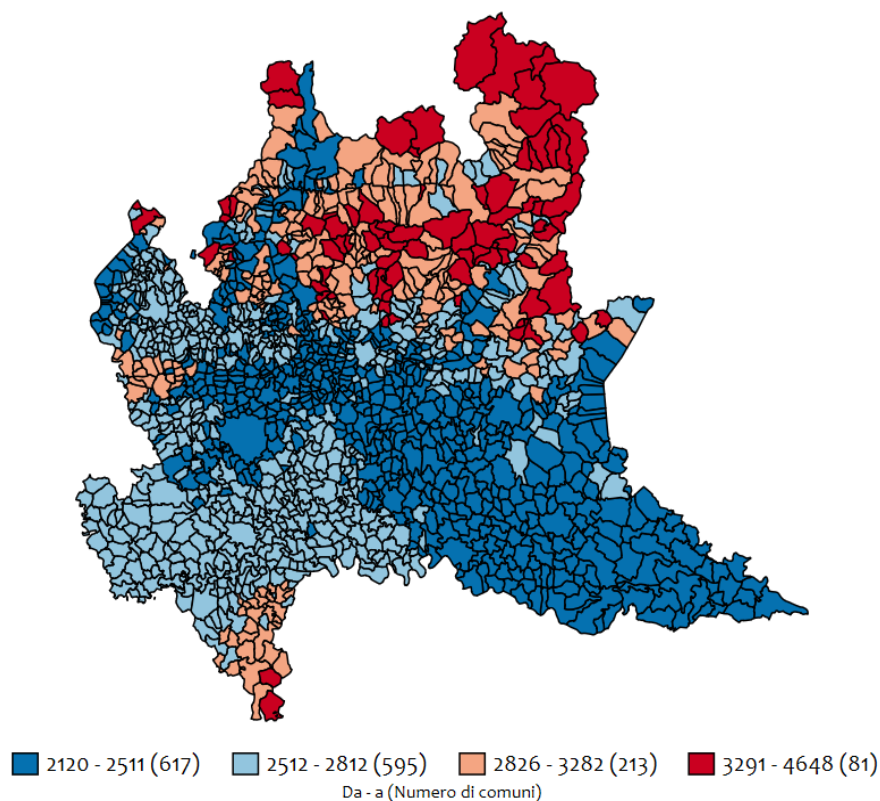 2120 - 2511 (617) 2512 - 2812 (595) 2826 - 3282 (213) 3291 - 4648 (81)
Da - a (Numero di comuni)